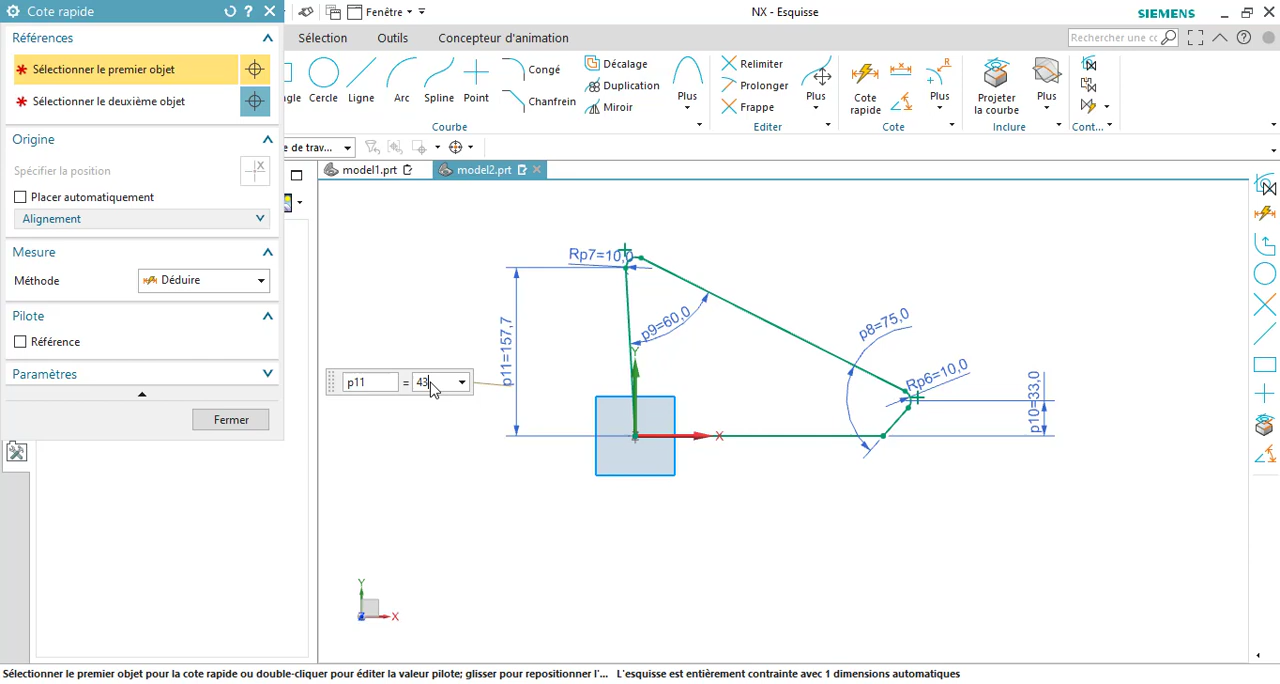 Cote rapide
Fenêtre
NX - Esquisse
SIEMENS
Références
Sélection
Outils
Concepteur d'animation
Rechercher une cc
Sélectionner le premier objet
Sélectionner le deuxième objet
Origine
Spécifier la position
Placer automatiquement
Alignement
Mesure
Méthode
Déduire
Pilote
Référence
Paramètres
Fermer
ngle
Cercle
Ligne
Arc
Spline
Point
Congé
Chanfrein
Décalage
Duplication
Miroir
Plus
Courbe
Relimiter
Prolonger
Frappe
Plus
Editer
Cote rapide
Plus
Cote
Projeter la courbe
Plus
Inclure
Cont...
e de trav...
model1.prt
model2.prt
Rp7=10,0
p9=60,0
p8=75,0
Rp6=10,0
p10=33,0
p11=157,7
p11 = 43
Y
X
Y
X
Sélectionner le premier objet pour la cote rapide ou double-cliquer pour éditer la valeur pilote; glisser pour repositionner l'... L'esquisse est entièrement contrainte avec 1 dimensions automatiques